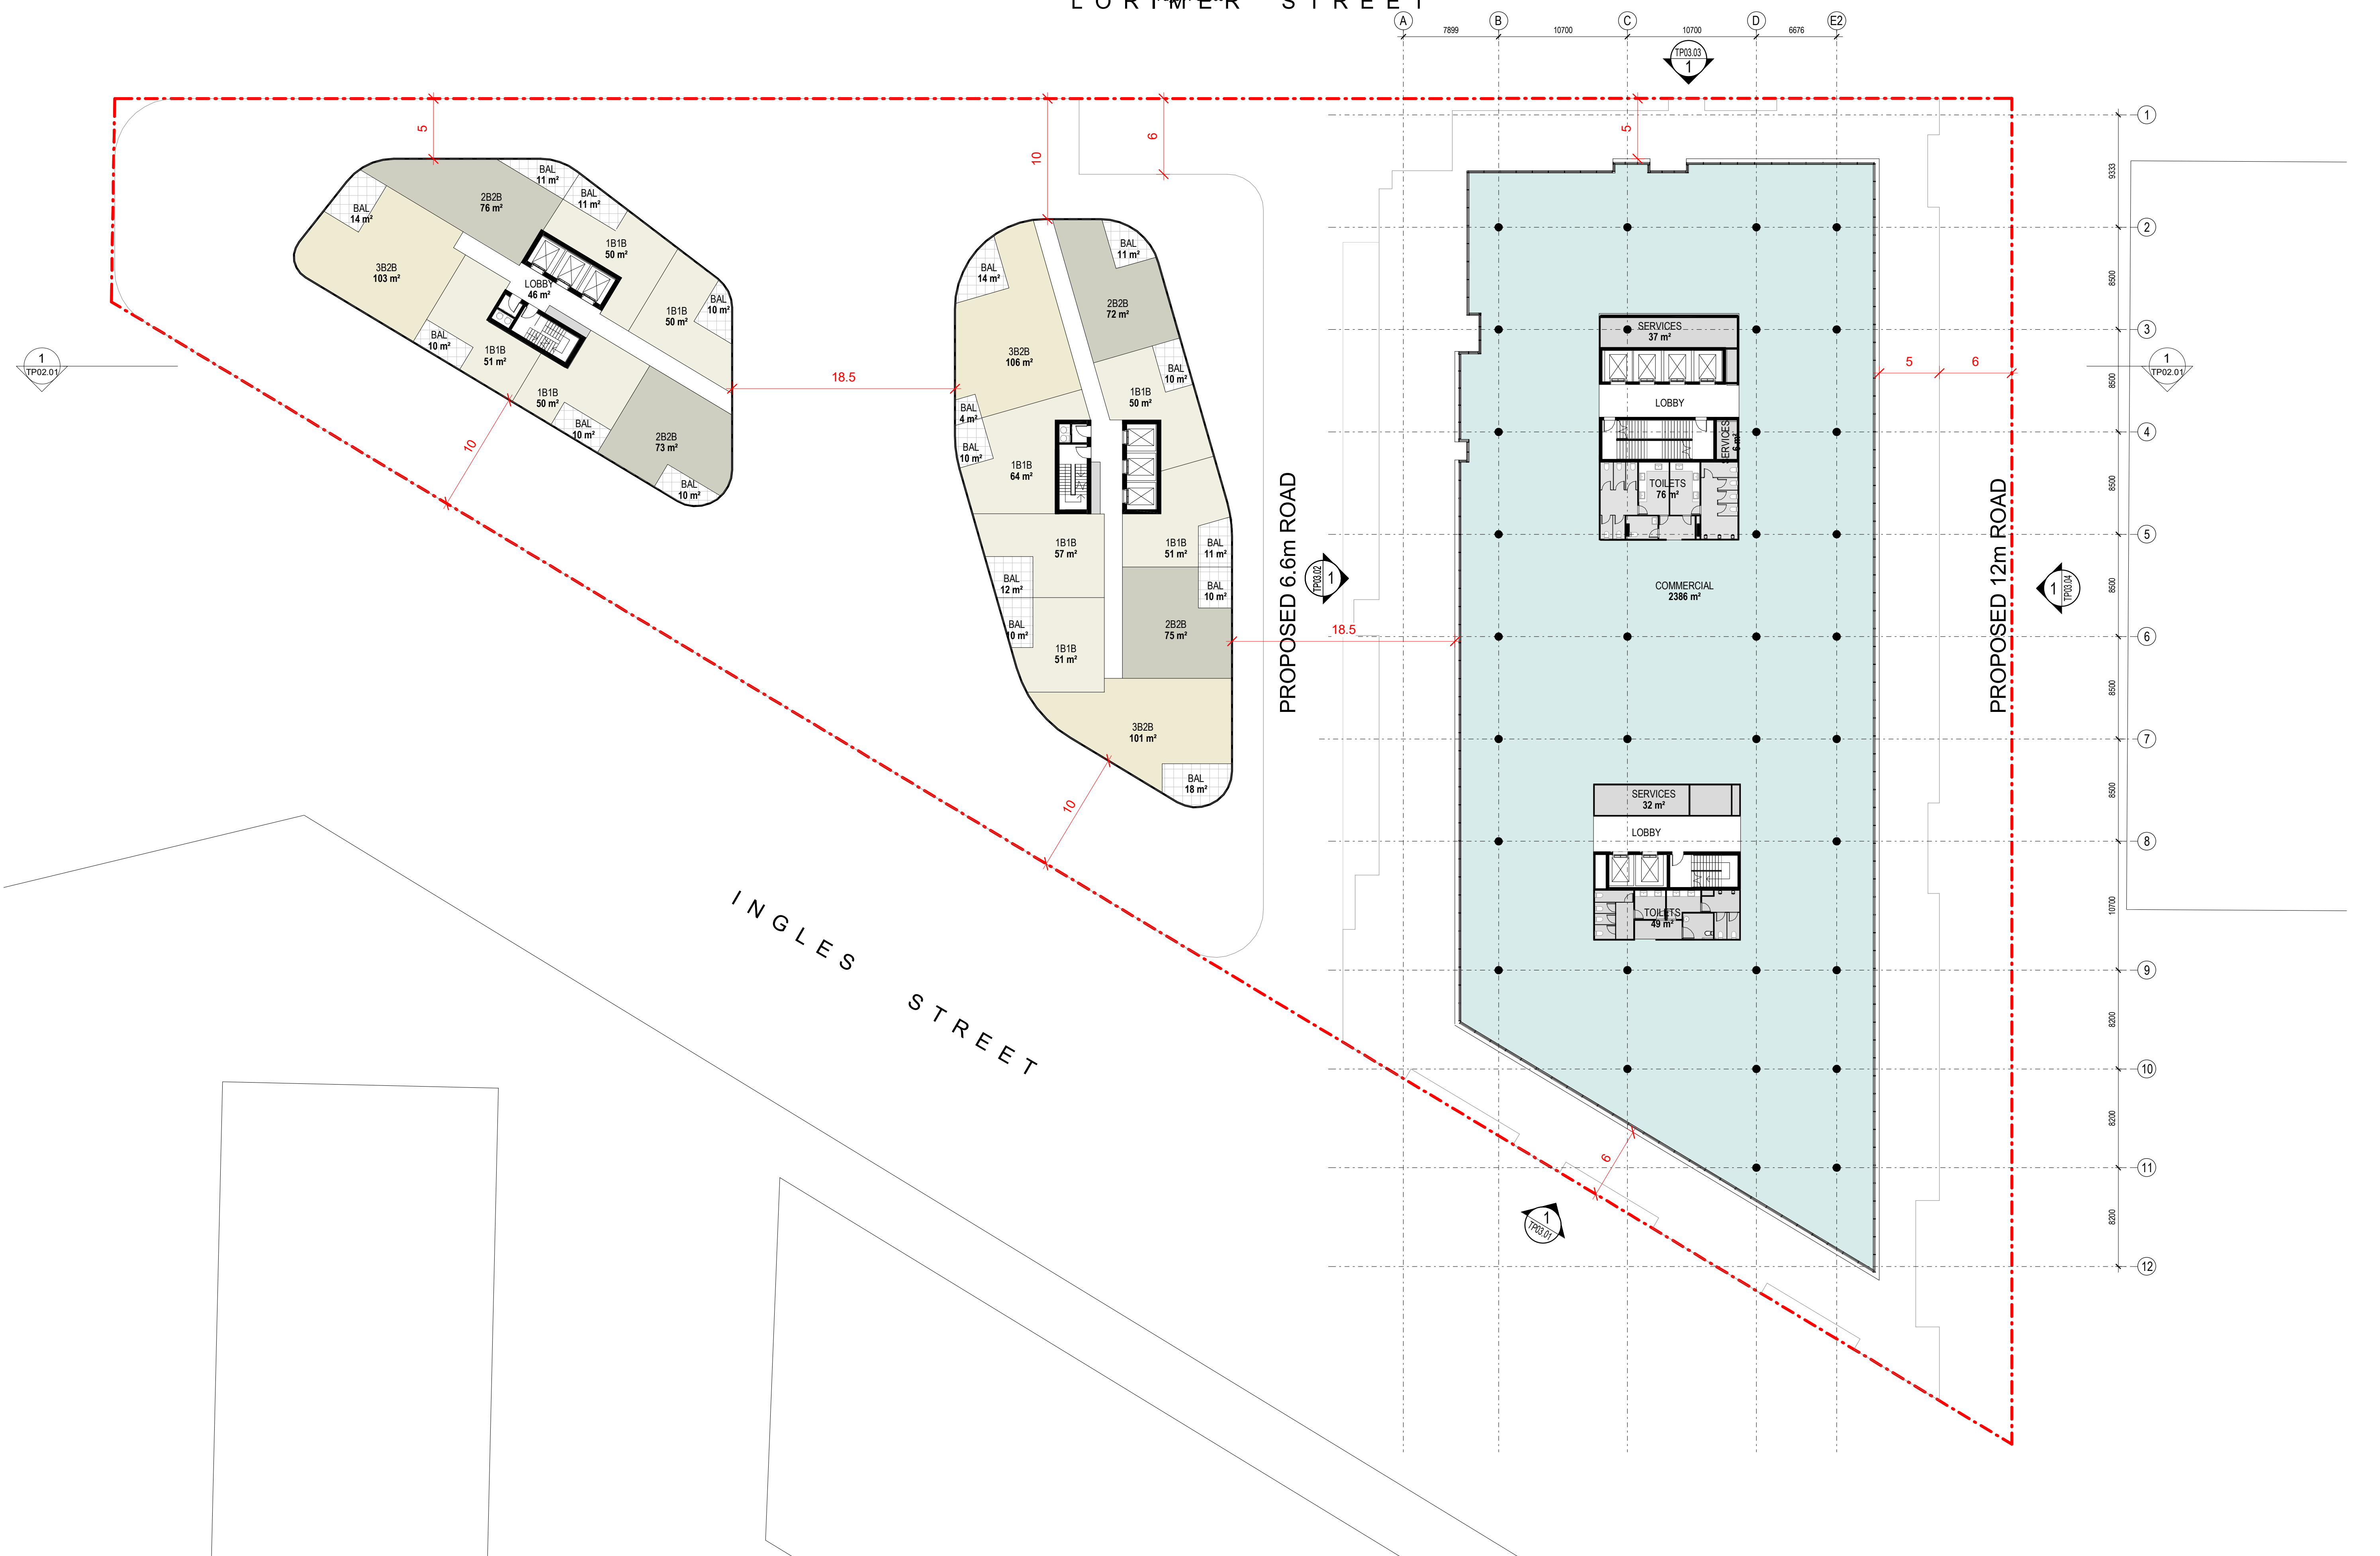 LORIMER STREET
A
B
C
D
E2
7899
10700
10700
6676
TP03.03
1
5
10
6
5
1
9333
2
8500
3
8500
4
8500
5
8600
6
8500
7
8500
8
10700
9
8200
10
8200
11
8200
12
1
TP02.01
BAL
14 m²
2B2B
76 m²
BAL
11 m²
BAL
11 m²
1B1B
50 m²
3B2B
103 m²
LOBBY
46 m²
BAL
10 m²
1B1B
50 m²
BAL
10 m²
1B1B
51 m²
1B1B
50 m²
BAL
10 m²
2B2B
73 m²
BAL
10 m²
10
18.5
BAL
14 m²
BAL
11 m²
2B2B
72 m²
3B2B
106 m²
BAL
10 m²
1B1B
50 m²
BAL
4 m²
BAL
10 m²
1B1B
64 m²
1B1B
57 m²
1B1B
51 m²
BAL
11 m²
BAL
12 m²
BAL
10 m²
BAL
10 m²
2B2B
75 m²
1B1B
51 m²
3B2B
101 m²
BAL
18 m²
10
18.5
PROPOSED 6.6m ROAD
TP03.02
1
SERVICES
37 m²
LOBBY
SERVICES
6 m²
TOILETS
76 m²
COMMERCIAL
2386 m²
SERVICES
32 m²
LOBBY
TOILETS
49 m²
5
6
1
TP02.01
PROPOSED 12m ROAD
1
TP03.04
6
1
TP03.01
INGLES STREET